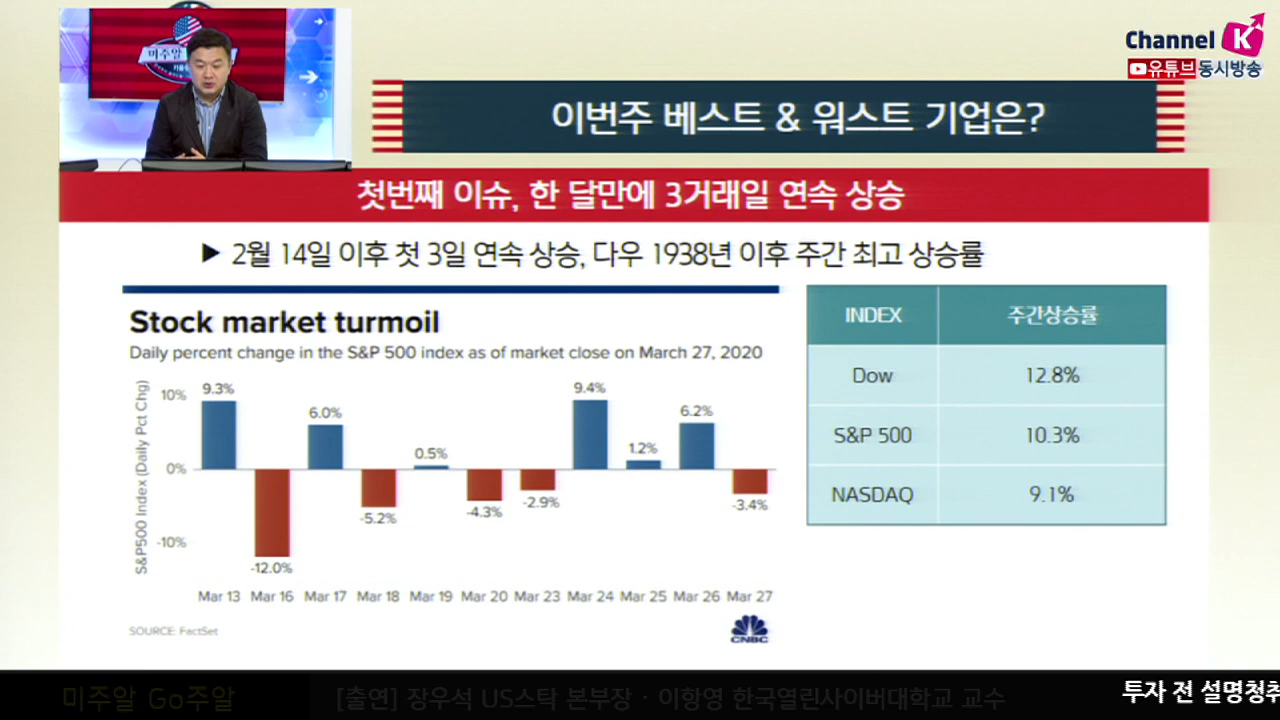 미주알
Channel K
유튜브 동시방송
이번주 베스트 & 워스트 기업은?
첫번째 이슈, 한 달만에 3거래일 연속 상승
▶ 2월 14일 이후 첫 3일 연속 상승, 다우 1938년 이후 주간 최고 상승률
Stock market turmoil
Daily percent change in the S&P 500 index as of market close on March 27, 2020
S&P500 Index (Daily Pct Chg)
10%
0%
-10%
9.3%
-12.0%
6.0%
-5.2%
0.5%
-4.3%
-2.9%
9.4%
1.2%
6.2%
-3.4%
Mar 13 Mar 16 Mar 17 Mar 18 Mar 19 Mar 20 Mar 23 Mar 24 Mar 25 Mar 26 Mar 27
SOURCE: FactSet
CNBC
INDEX 주간상승률
Dow 12.8%
S&P 500 10.3%
NASDAQ 9.1%
미주알 Go주알
[출연] 장우석 US스탁 본부장 · 이항영 한국열린사이버대학교 교수
투자 전 설명청취